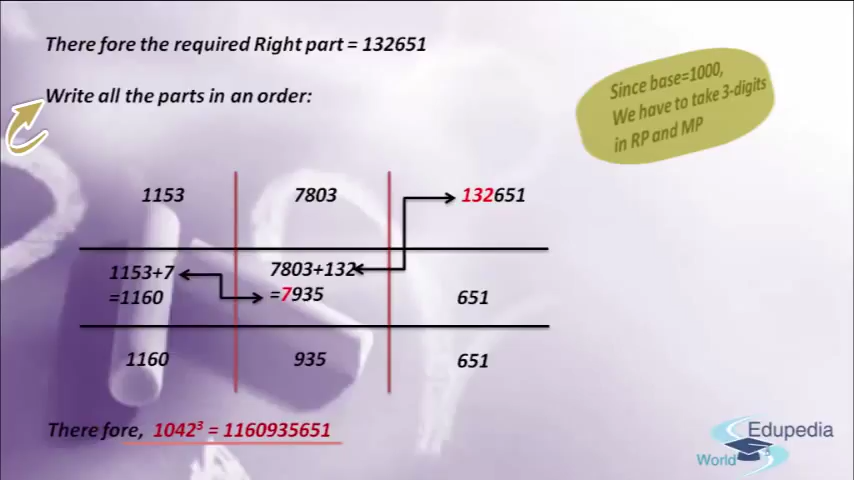 There fore the required Right part = 132651
Since base=1000,
We have to take 3-digits
in RP and MP
Write all the parts in an order:
1153 7803 132651
1153+7 7803+132
=1160 =7935 651
1160 935 651
There fore, 1042³ = 1160935651
Edupedia
World